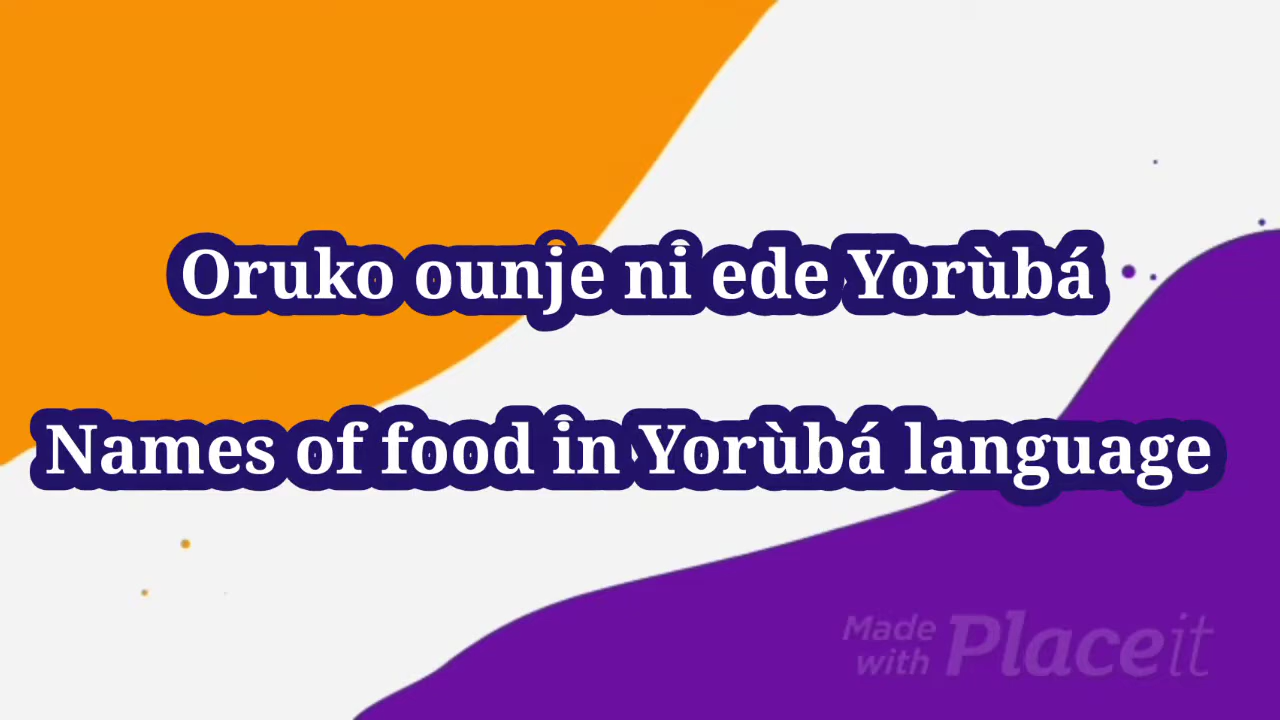 Oruko ounje ni ede Yorùbá
Names of food in Yorùbá language
Made
with Placeit